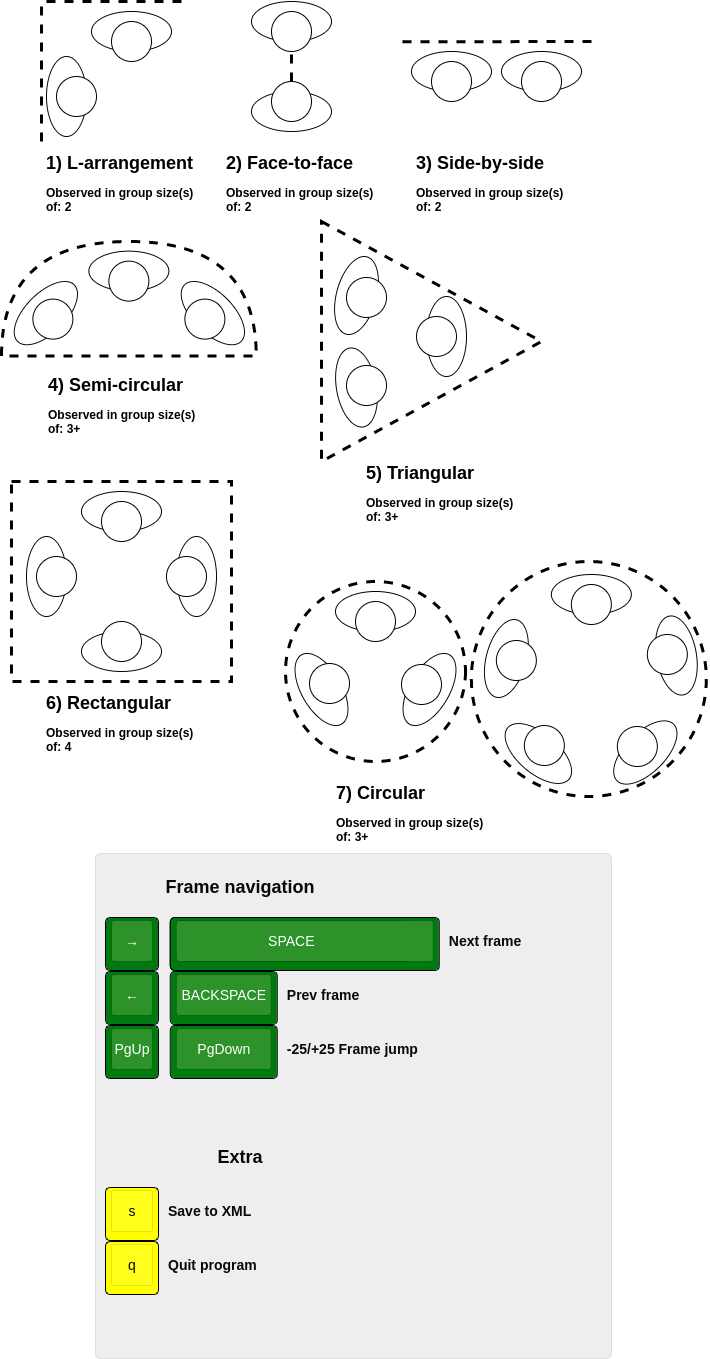 1) L-arrangement
Observed in group size(s)
of: 2
2) Face-to-face
Observed in group size(s)
of: 2
3) Side-by-side
Observed in group size(s)
of: 2
4) Semi-circular
Observed in group size(s)
of: 3+
5) Triangular
Observed in group size(s)
of: 3+
6) Rectangular
Observed in group size(s)
of: 4
7) Circular
Observed in group size(s)
of: 3+
Frame navigation
→ SPACE Next frame
← BACKSPACE Prev frame
PgUp PgDown -25/+25 Frame jump
Extra
s Save to XML
q Quit program